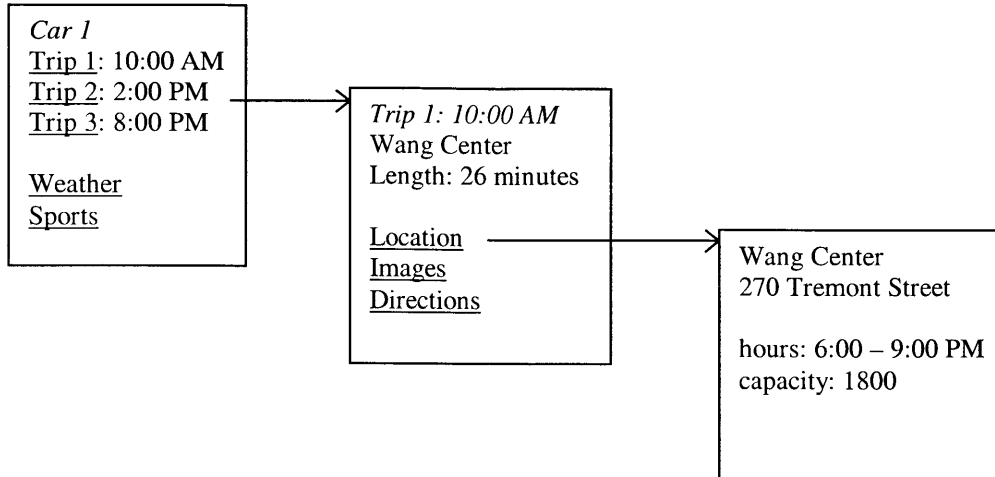 Car 1
Trip 1: 10:00 AM
Trip 2: 2:00 PM
Trip 3: 8:00 PM
Weather
Sports
Trip 1: 10:00 AM
Wang Center
Length: 26 minutes
Location
Images
Directions
Wang Center
270 Tremont Street
hours: 6:00 – 9:00 PM
capacity: 1800